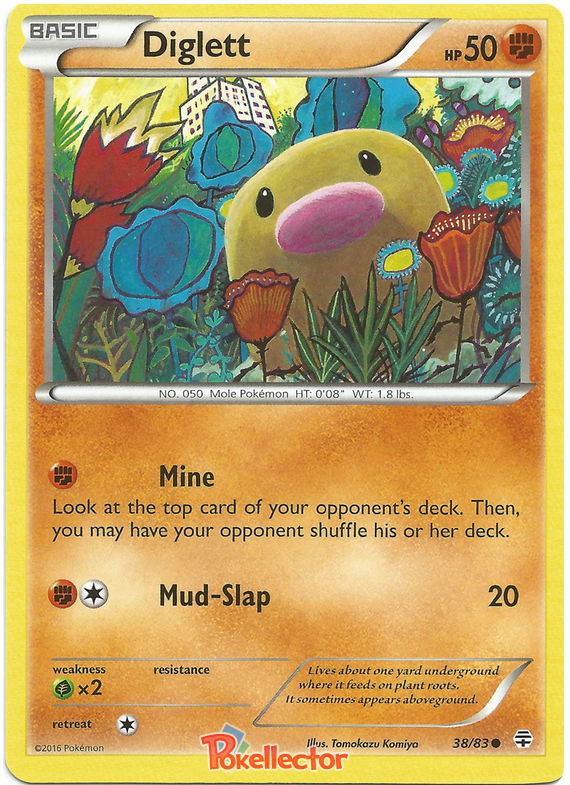 BASIC
Diglett
HP 50
NO. 050 Mole Pokémon HT: 0'08" WT: 1.8 lbs.
Mine
Look at the top card of your opponent's deck. Then,
you may have your opponent shuffle his or her deck.
Mud-Slap 20
weakness resistance
×2
retreat
Lives about one yard underground
where it feeds on plant roots.
It sometimes appears aboveground.
©2016 Pokémon
Illus. Tomokazu Komiya
38/83
Pokellector